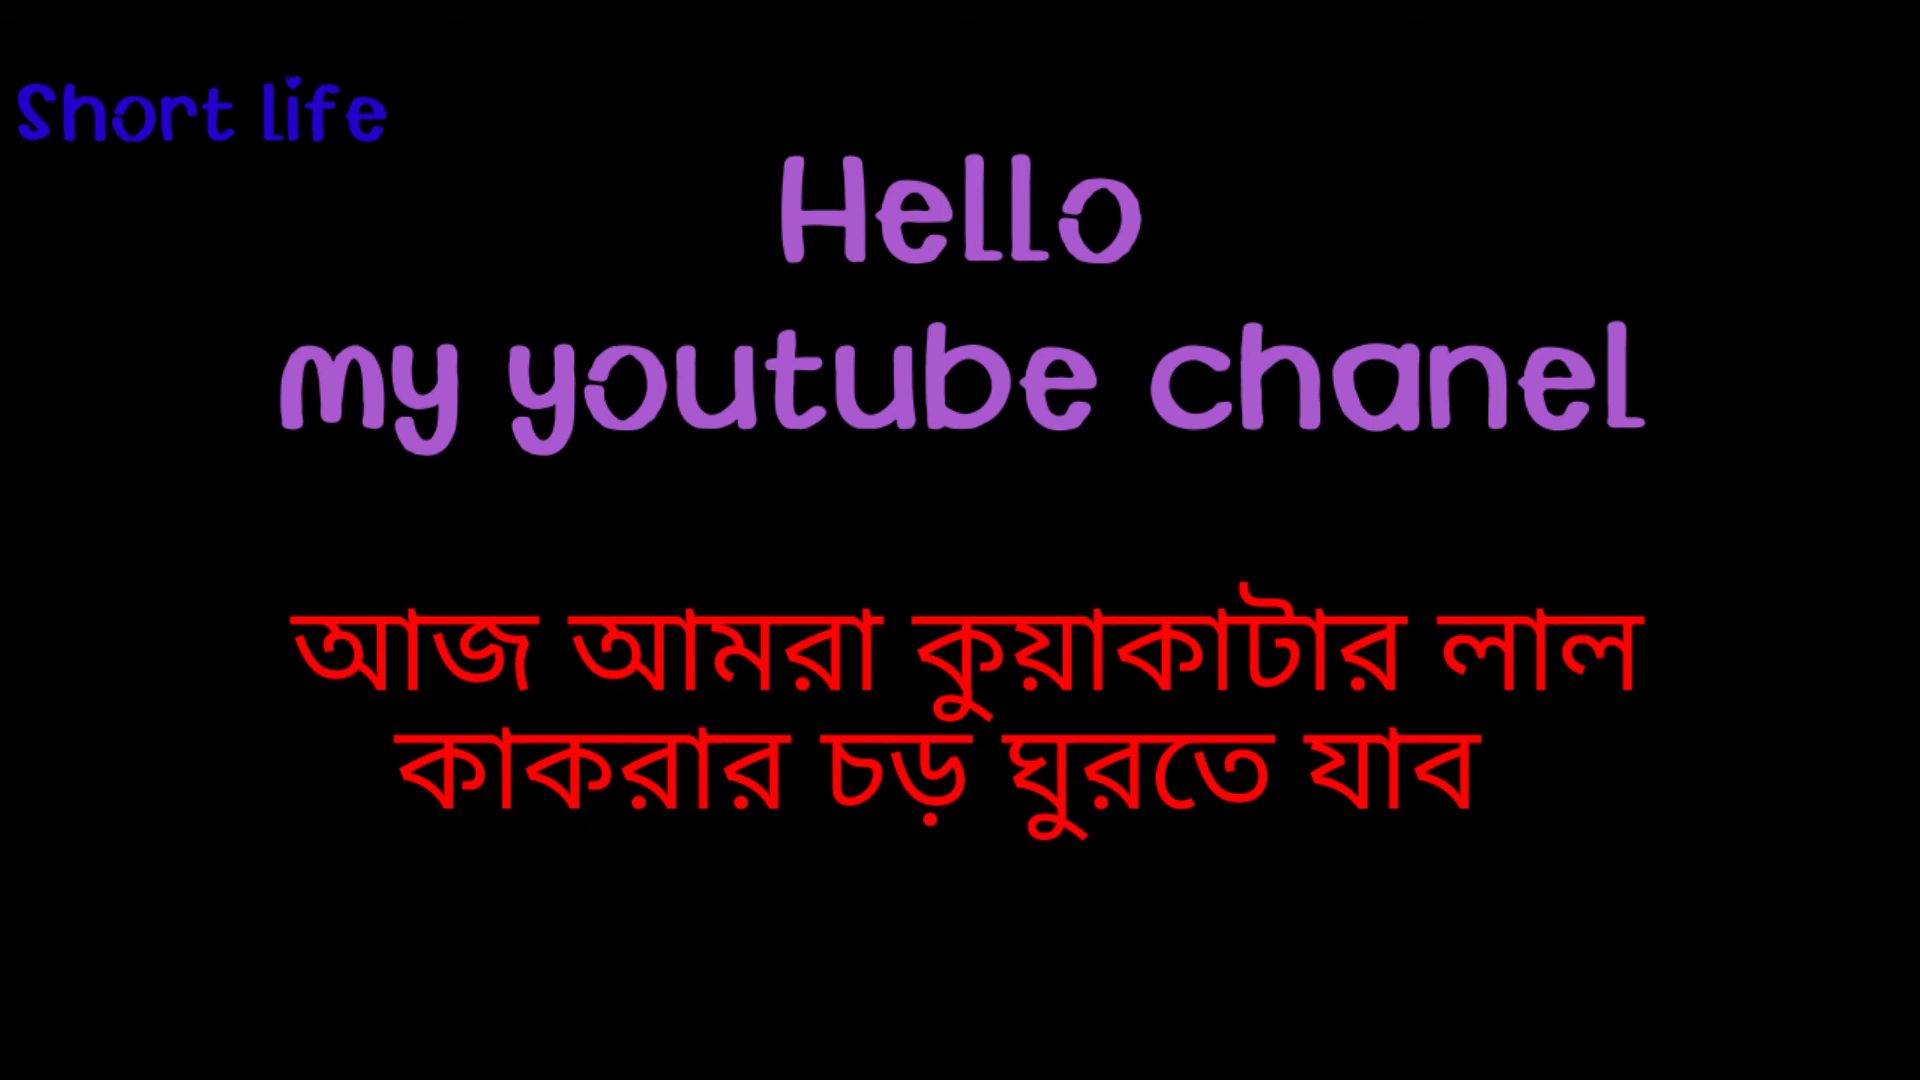 Short life
Hello
my youtube chanel
আজ আমরা কুয়াকাটার লাল
কাকরার চড় ঘুরতে যাব